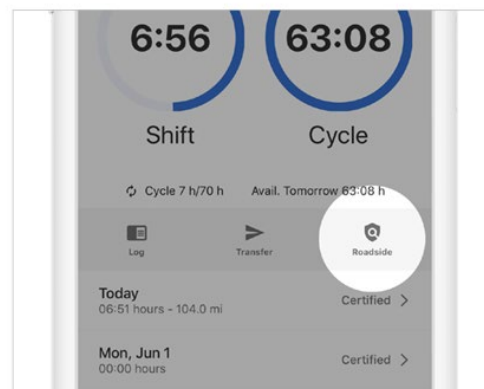 6:56 63:08
Shift Cycle
Cycle 7 h/70 h Avail. Tomorrow 63:08 h
Log Transfer Roadside
Today
06:51 hours - 104.0 mi
Certified
Mon, Jun 1
00:00 hours
Certified